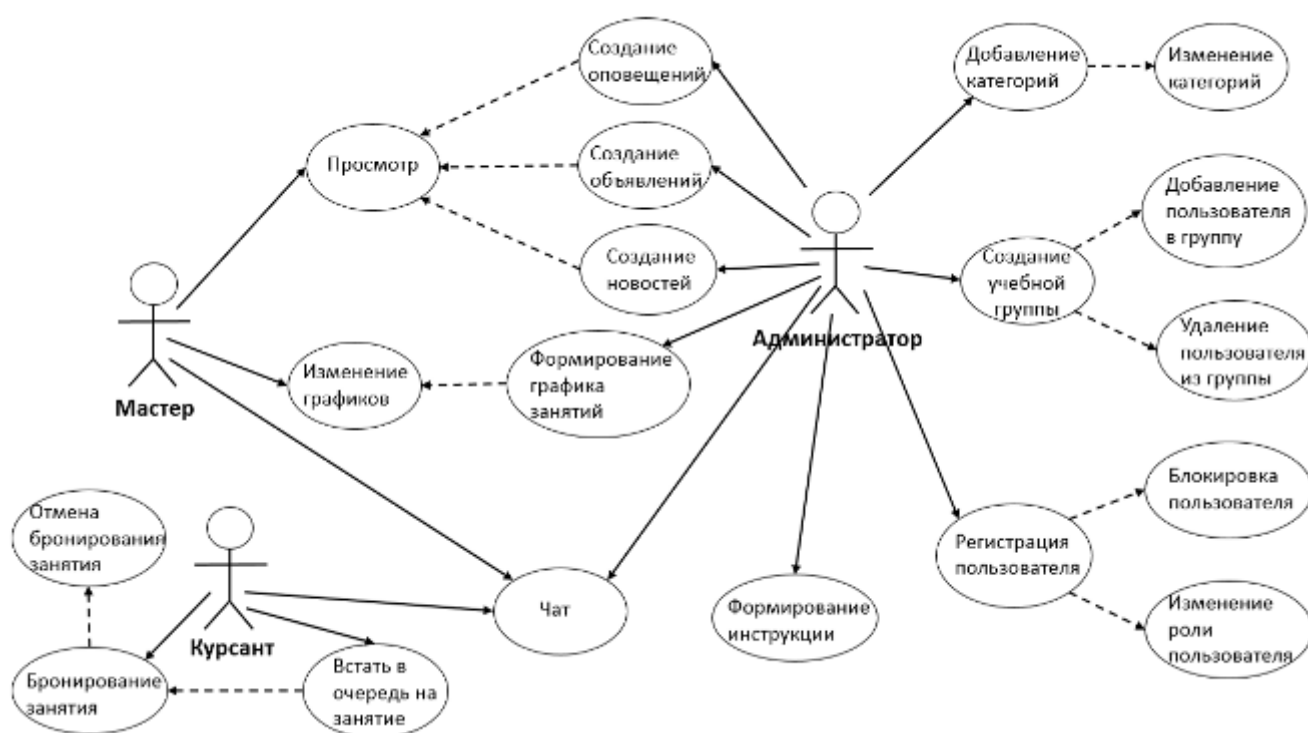 Создание
оповещений
Добавление
категорий
Изменение
категорий
Просмотр
Создание
объявлений
Добавление
пользователя
в группу
Создание
новостей
Создание
учебной
группы
Администратор
Удаление
пользователя
из группы
Мастер
Изменение
графиков
Формирование
графика
занятий
Отмена
бронирования
занятия
Блокировка
пользователя
Регистрация
пользователя
Чат
Формирование
инструкции
Изменение
роли
пользователя
Курсант
Бронирование
занятия
Встать в
очередь на
занятие